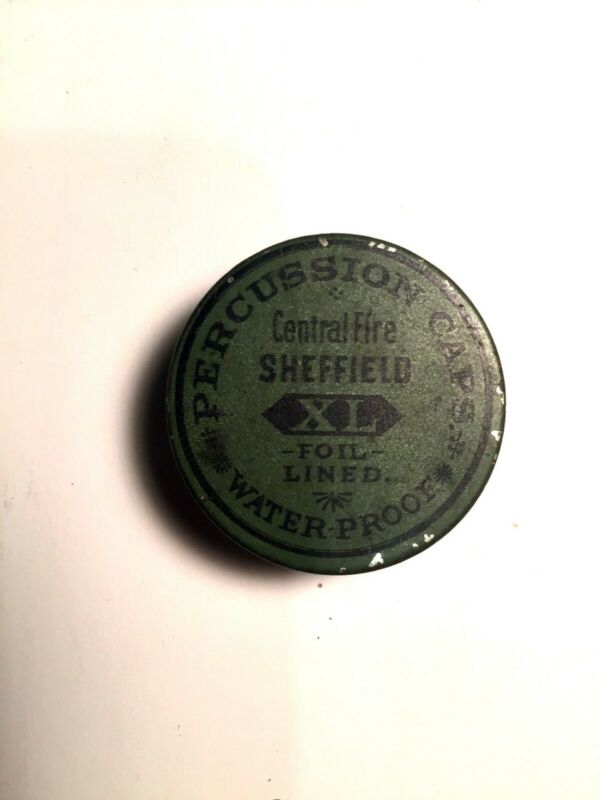 PERCUSSION CAPS.
Central Fire
SHEFFIELD
XL
-FOIL-
LINED.
WATER-PROOF